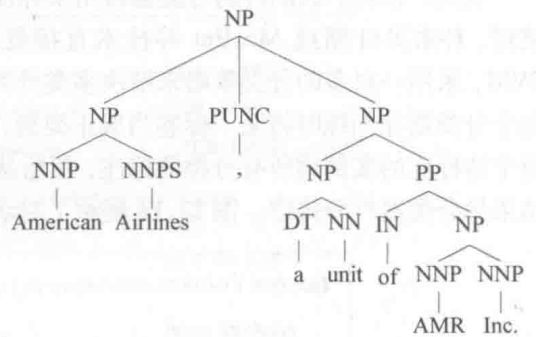 NP
NP PUNC NP
NNP NNPS , NP PP
American Airlines DT NN IN NP
a unit of NNP NNP
AMR Inc.